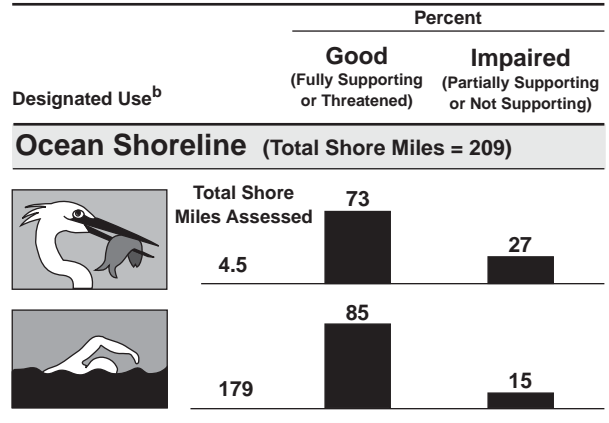 Percent
Good
Impaired
(Fully Supporting
or Threatened)
(Partially Supporting
or Not Supporting)
Designated Useb
Ocean Shoreline (Total Shore Miles = 209)
Total Shore
Miles Assessed
73
27
4.5
85
15
179